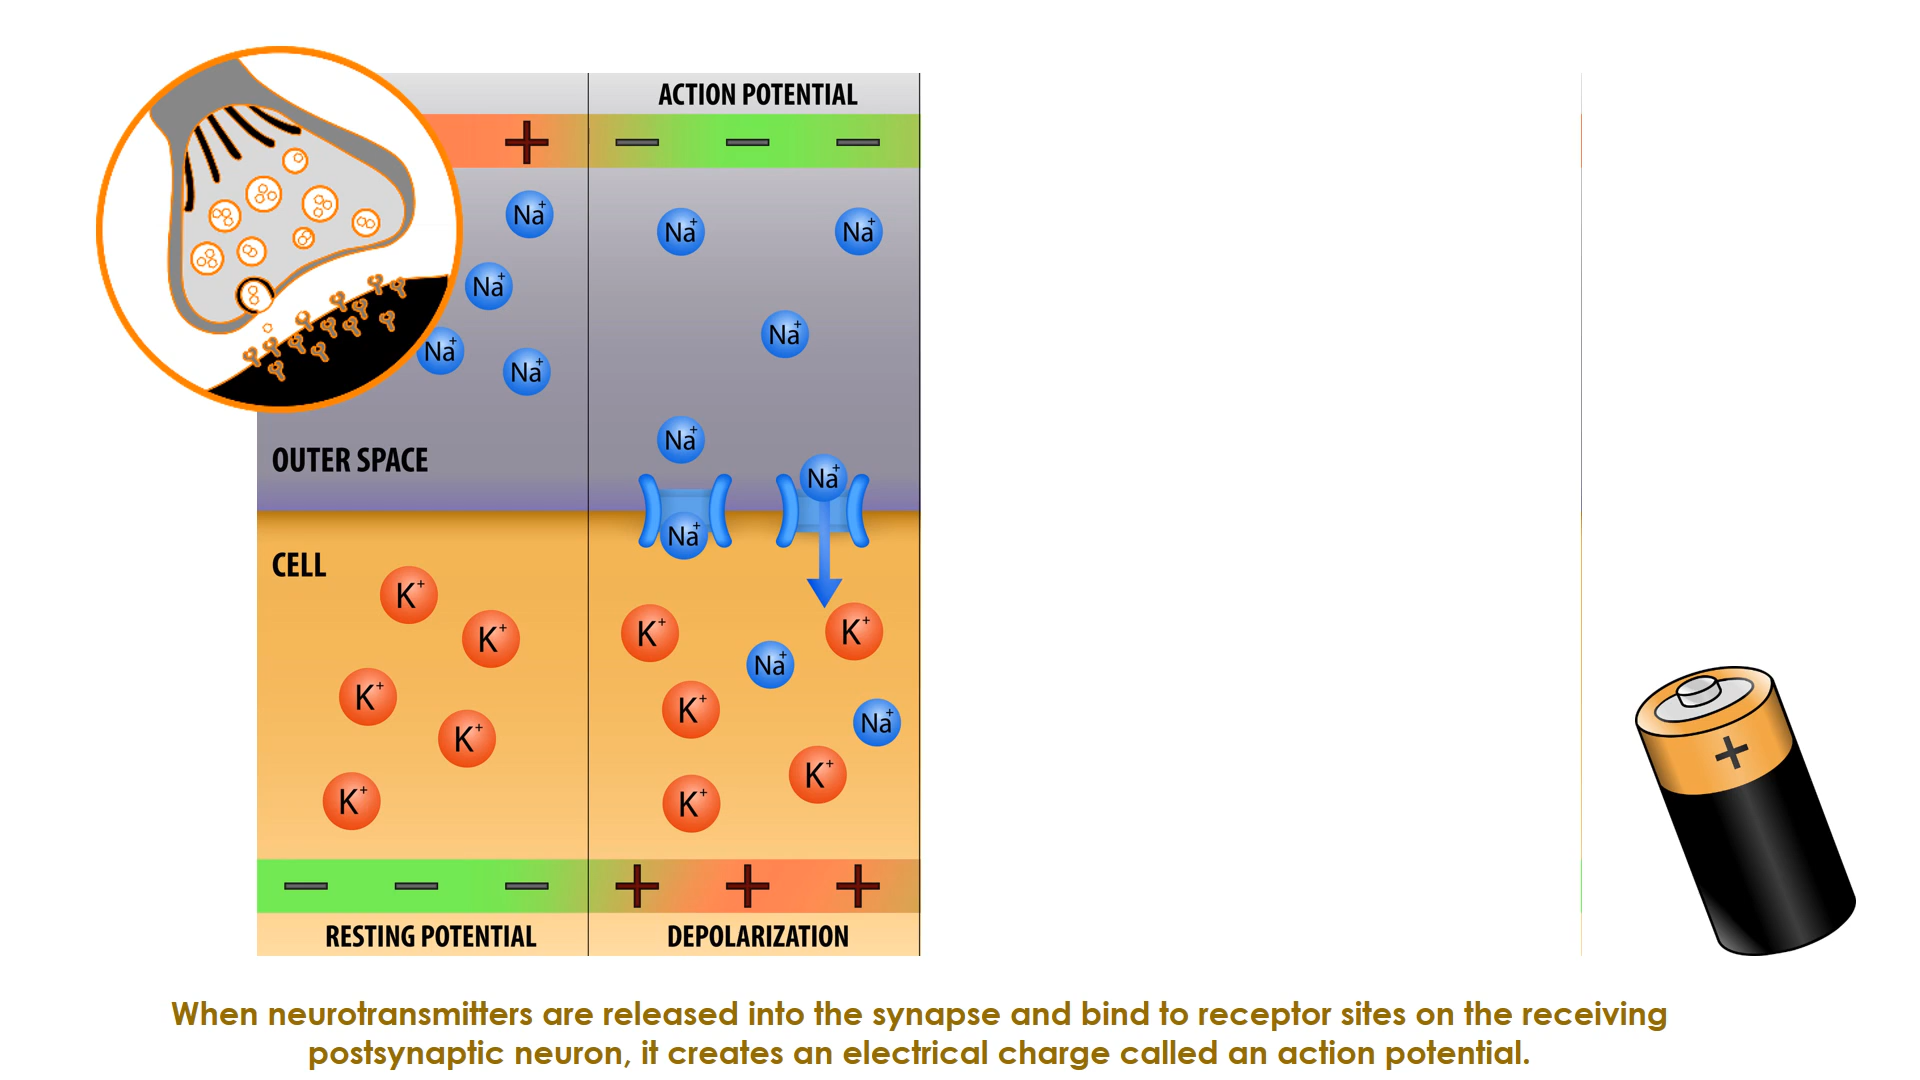 ACTION POTENTIAL
+ − − −
Na+
Na+
Na+
Na+
Na+
Na+
Na+
Na+
OUTER SPACE
Na+
Na+
Na+
CELL
K+
K+
K+
K+
Na+
K+
K+
Na+
K+
K+
K+
K+
− − − + + +
RESTING POTENTIAL
DEPOLARIZATION
+
When neurotransmitters are released into the synapse and bind to receptor sites on the receiving
postsynaptic neuron, it creates an electrical charge called an action potential.